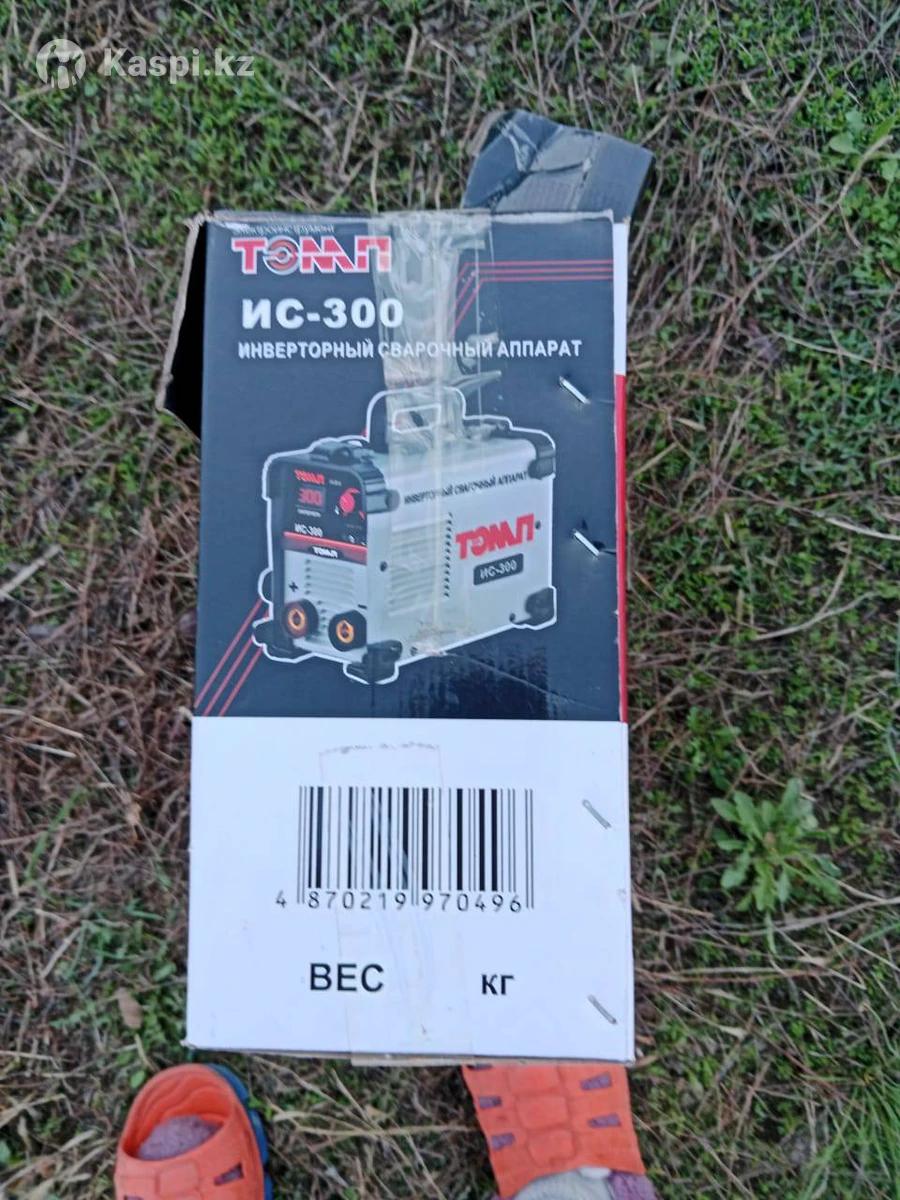 Kaspi.kz
электроинструмент
ТЭМП
ИС-300
ИНВЕРТОРНЫЙ СВАРОЧНЫЙ АППАРАТ
ТЭМП
300
ИС-300
ТЭМП
ИНВЕРТОРНЫЙ СВАРОЧНЫЙ АППАРАТ
ТЭМП
ИС-300
+
-
4 870219 970496
ВЕС кг